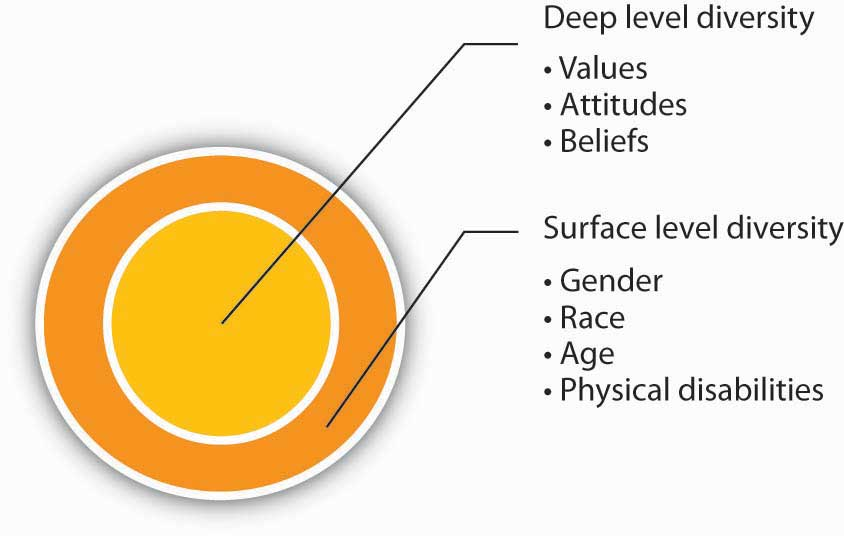 Deep level diversity
• Values
• Attitudes
• Beliefs
Surface level diversity
• Gender
• Race
• Age
• Physical disabilities